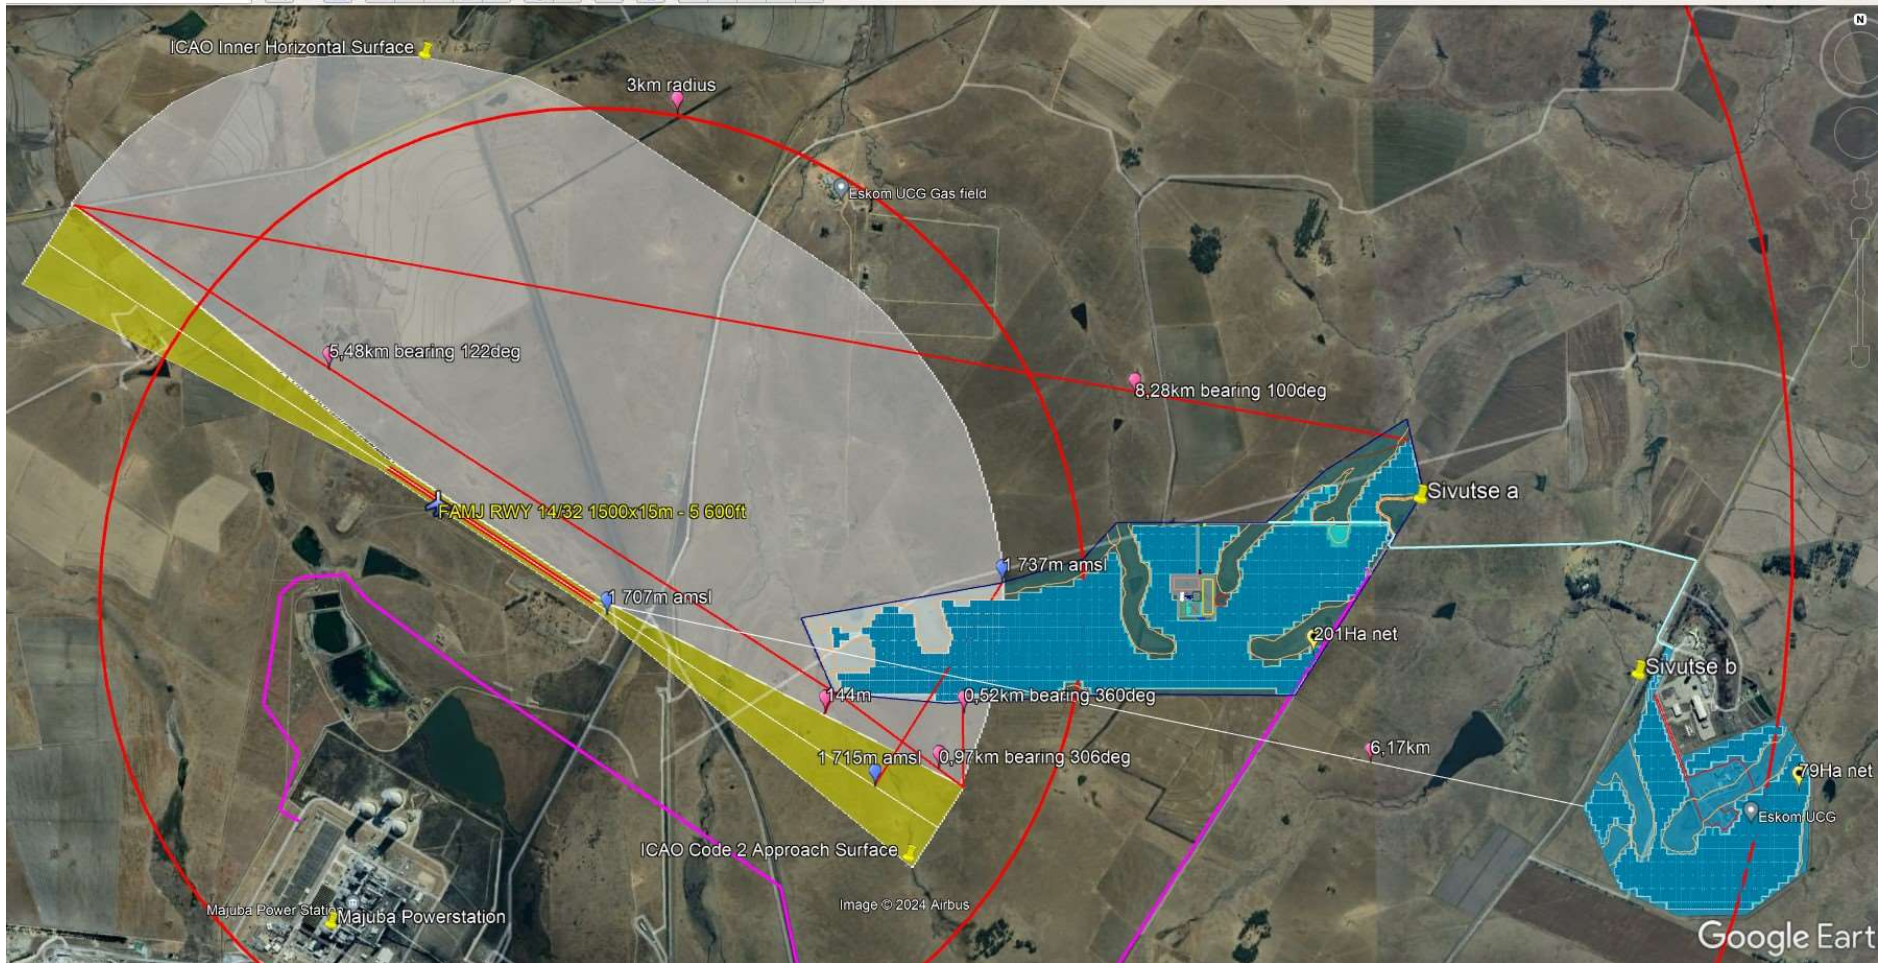 N
ICAO Inner Horizontal Surface
3km radius
Eskom UCG Gas field
5,48km bearing 122deg
8,28km bearing 100deg
Sivutse a
FAMJ RWY 14/32 1500x15m - 5 600ft
1 737m amsl
1 707m amsl
201Ha net
Sivutse b
144m
0,52km bearing 360deg
6,17km
1 715m amsl
0,97km bearing 306deg
79Ha net
Eskom UCG
ICAO Code 2 Approach Surface
Image © 2024 Airbus
Majuba Power Stati
Majuba Powerstation
Google Eart